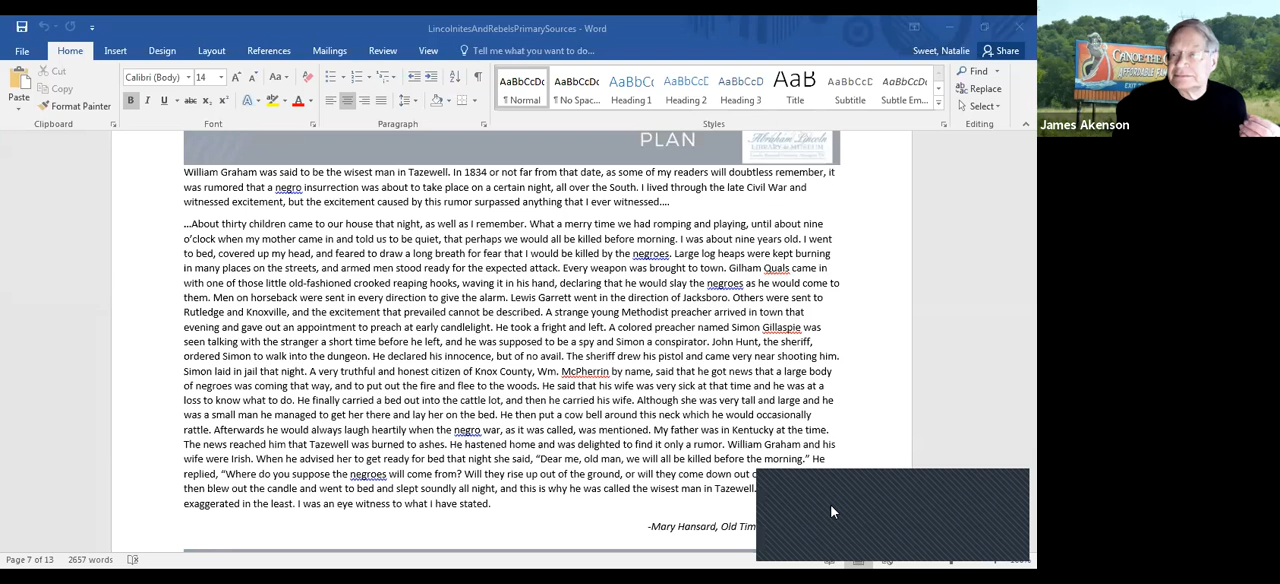 LincolnitesAndRebelsPrimarySources - Word
File Home Insert Design Layout References Mailings Review View Tell me what you want to do... Sweet, Natalie Share
Cut
Copy
Paste Format Painter
Clipboard
Calibri (Body) 14
Font
Paragraph
AaBbCcDc AaBbCcDc AaBbCc AaBbCcC AaBbCcD AaB AaBbCcD AaBbCcDc
¶ Normal ¶ No Spac... Heading 1 Heading 2 Heading 3 Title Subtitle Subtle Em...
Styles
Find
Replace
Select
Editing
CANOE THE
AFFORDABLE
EXIT
James Akenson
PLAN
Abraham Lincoln
LIBRARY & MUSEUM
William Graham was said to be the wisest man in Tazewell. In 1834 or not far from that date, as some of my readers will doubtless remember, it
was rumored that a negro insurrection was about to take place on a certain night, all over the South. I lived through the late Civil War and
witnessed excitement, but the excitement caused by this rumor surpassed anything that I ever witnessed....
...About thirty children came to our house that night, as well as I remember. What a merry time we had romping and playing, until about nine
o'clock when my mother came in and told us to be quiet, that perhaps we would all be killed before morning. I was about nine years old. I went
to bed, covered up my head, and feared to draw a long breath for fear that I would be killed by the negroes. Large log heaps were kept burning
in many places on the streets, and armed men stood ready for the expected attack. Every weapon was brought to town. Gilham Quals came in
with one of those little old-fashioned crooked reaping hooks, waving it in his hand, declaring that he would slay the negroes as he would come to
them. Men on horseback were sent in every direction to give the alarm. Lewis Garrett went in the direction of Jacksboro. Others were sent to
Rutledge and Knoxville, and the excitement that prevailed cannot be described. A strange young Methodist preacher arrived in town that
evening and gave out an appointment to preach at early candlelight. He took a fright and left. A colored preacher named Simon Gillaspie was
seen talking with the stranger a short time before he left, and he was supposed to be a spy and Simon a conspirator. John Hunt, the sheriff,
ordered Simon to walk into the dungeon. He declared his innocence, but of no avail. The sheriff drew his pistol and came very near shooting him.
Simon laid in jail that night. A very truthful and honest citizen of Knox County, Wm. McPherrin by name, said that he got news that a large body
of negroes was coming that way, and to put out the fire and flee to the woods. He said that his wife was very sick at that time and he was at a
loss to know what to do. He finally carried a bed out into the cattle lot, and then he carried his wife. Although she was very tall and large and he
was a small man he managed to get her there and lay her on the bed. He then put a cow bell around this neck which he would occasionally
rattle. Afterwards he would always laugh heartily when the negro war, as it was called, was mentioned. My father was in Kentucky at the time.
The news reached him that Tazewell was burned to ashes. He hastened home and was delighted to find it only a rumor. William Graham and his
wife were Irish. When he advised her to get ready for bed that night she said, “Dear me, old man, we will all be killed before the morning.” He
replied, “Where do you suppose the negroes will come from? Will they rise up out of the ground, or will they come down out
then blew out the candle and went to bed and slept soundly all night, and this is why he was called the wisest man in Tazewell.
exaggerated in the least. I was an eye witness to what I have stated.
-Mary Hansard, Old Tim
Page 7 of 13 2657 words